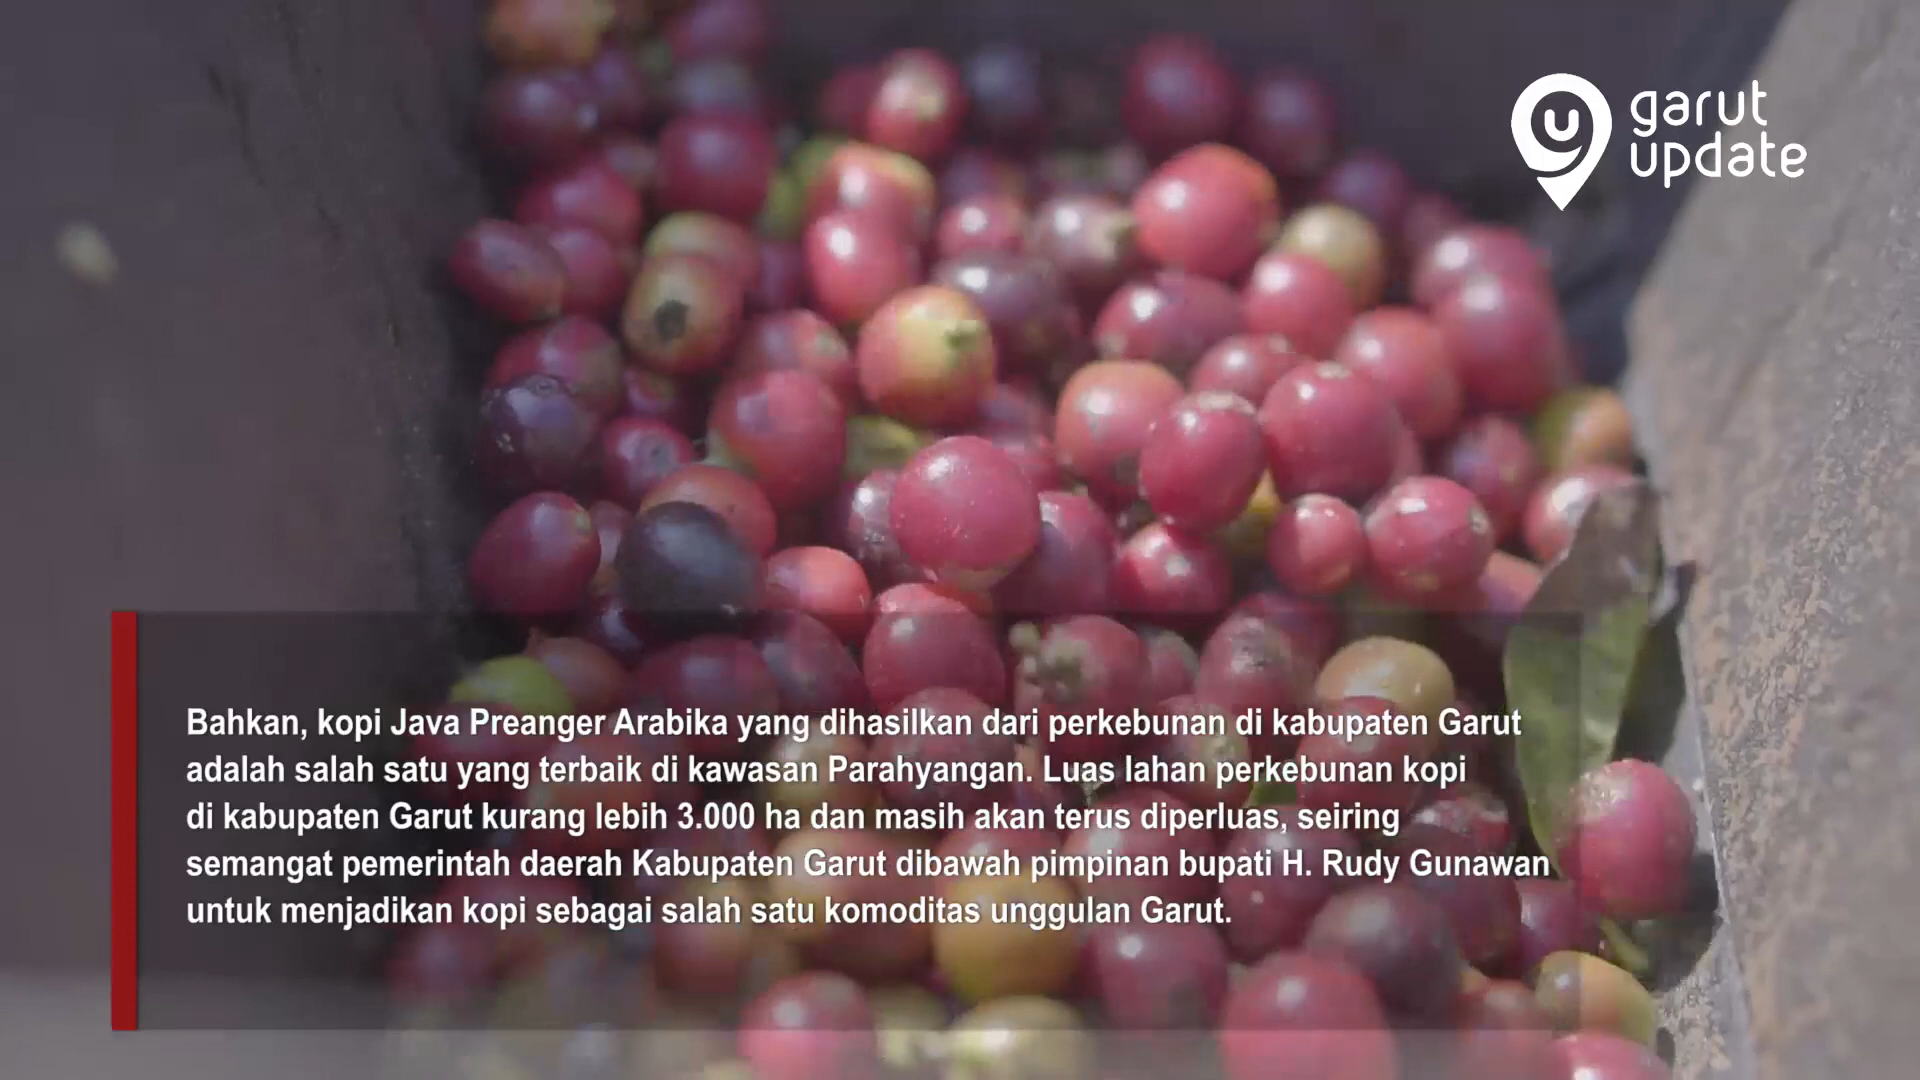 garut
update
Bahkan, kopi Java Preanger Arabika yang dihasilkan dari perkebunan di kabupaten Garut
adalah salah satu yang terbaik di kawasan Parahyangan. Luas lahan perkebunan kopi
di kabupaten Garut kurang lebih 3.000 ha dan masih akan terus diperluas, seiring
semangat pemerintah daerah Kabupaten Garut dibawah pimpinan bupati H. Rudy Gunawan
untuk menjadikan kopi sebagai salah satu komoditas unggulan Garut.